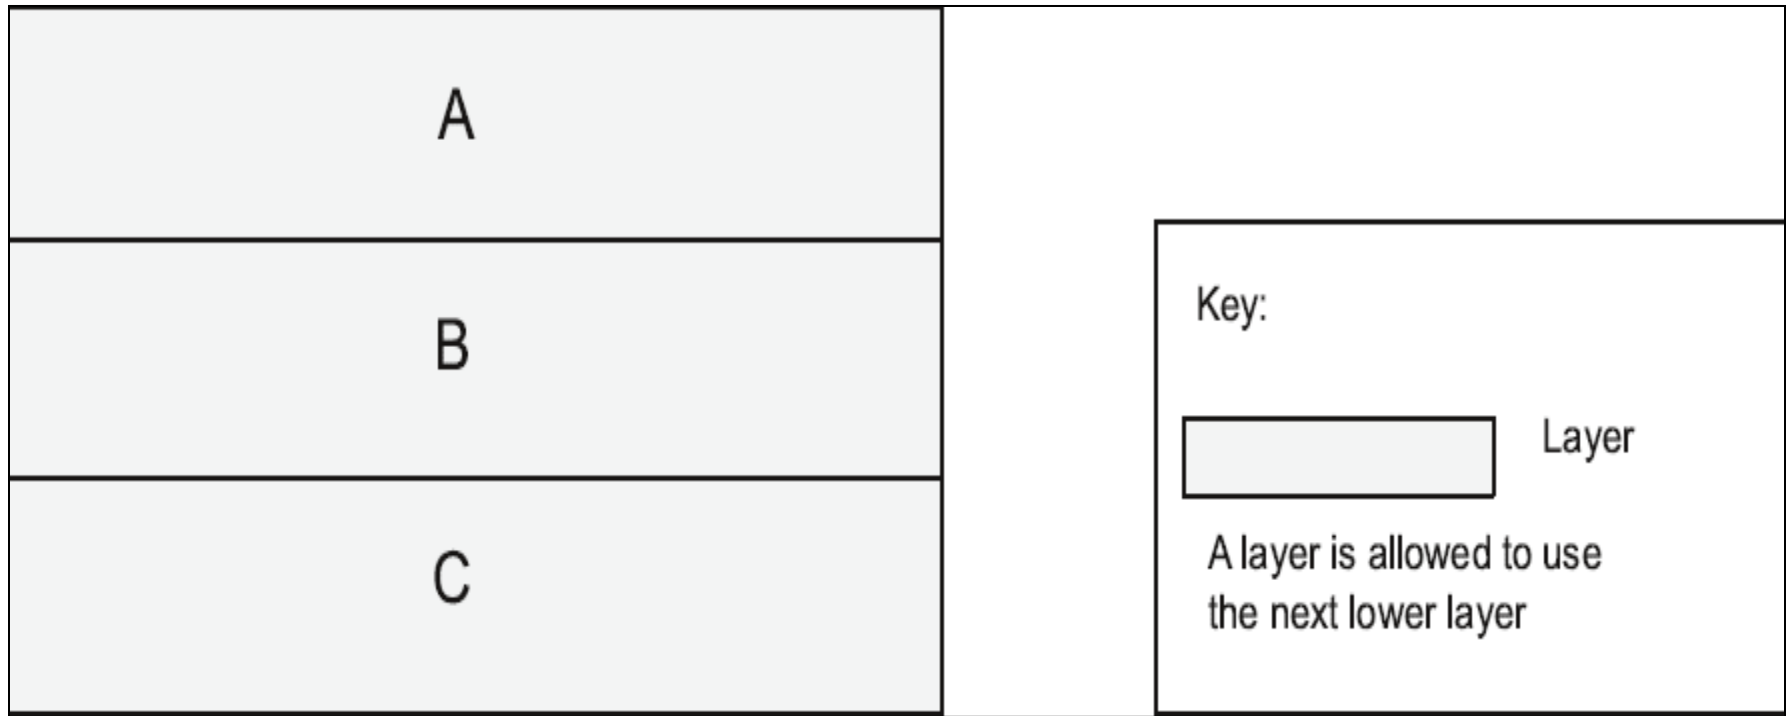 A
B
C
Key:
Layer
A layer is allowed to use
the next lower layer